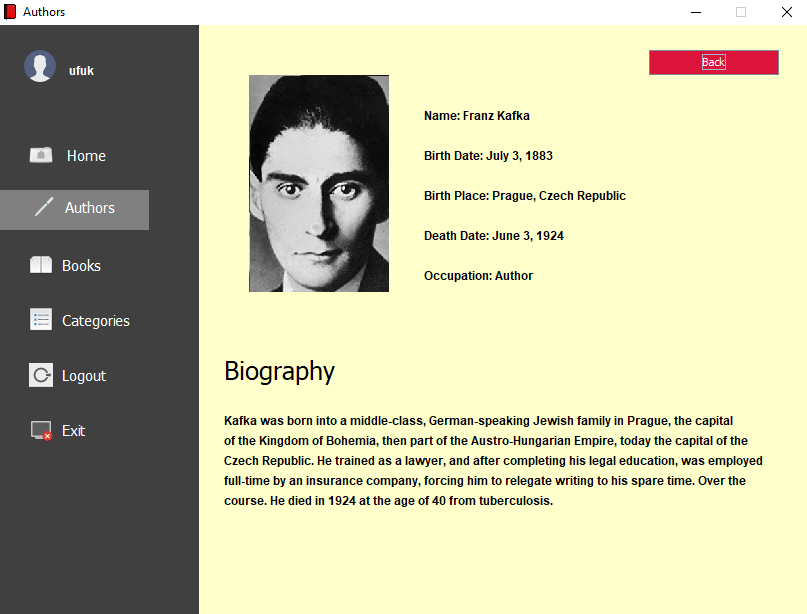 Authors
ufuk
Home
Authors
Books
Categories
Logout
Exit
Back
Name: Franz Kafka
Birth Date: July 3, 1883
Birth Place: Prague, Czech Republic
Death Date: June 3, 1924
Occupation: Author
Biography
Kafka was born into a middle-class, German-speaking Jewish family in Prague, the capital
of the Kingdom of Bohemia, then part of the Austro-Hungarian Empire, today the capital of the
Czech Republic. He trained as a lawyer, and after completing his legal education, was employed
full-time by an insurance company, forcing him to relegate writing to his spare time. Over the
course. He died in 1924 at the age of 40 from tuberculosis.